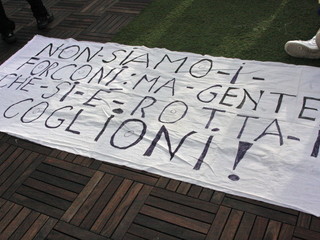 NON-SIAMO-I-
FORCONI-MA-GENTE
CHE-SI-È-ROTTA-I
COGLIONI!